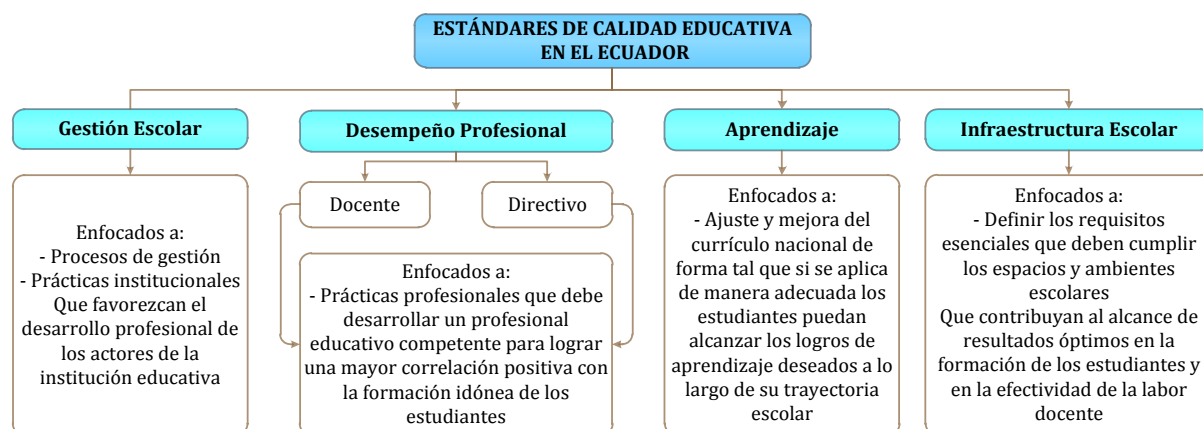 ESTÁNDARES DE CALIDAD EDUCATIVA
EN EL ECUADOR
Gestión Escolar
Enfocados a:
- Procesos de gestión
- Prácticas institucionales
Que favorezcan el
desarrollo profesional de
los actores de la
institución educativa
Desempeño Profesional
Docente
Directivo
Enfocados a:
- Prácticas profesionales que debe
desarrollar un profesional
educativo competente para lograr
una mayor correlación positiva con
la formación idónea de los
estudiantes
Aprendizaje
Enfocados a:
- Ajuste y mejora del
currículo nacional de
forma tal que si se aplica
de manera adecuada los
estudiantes puedan
alcanzar los logros de
aprendizaje deseados a lo
largo de su trayectoria
escolar
Infraestructura Escolar
Enfocados a:
- Definir los requisitos
esenciales que deben cumplir
los espacios y ambientes
escolares
Que contribuyan al alcance de
resultados óptimos en la
formación de los estudiantes y
en la efectividad de la labor
docente